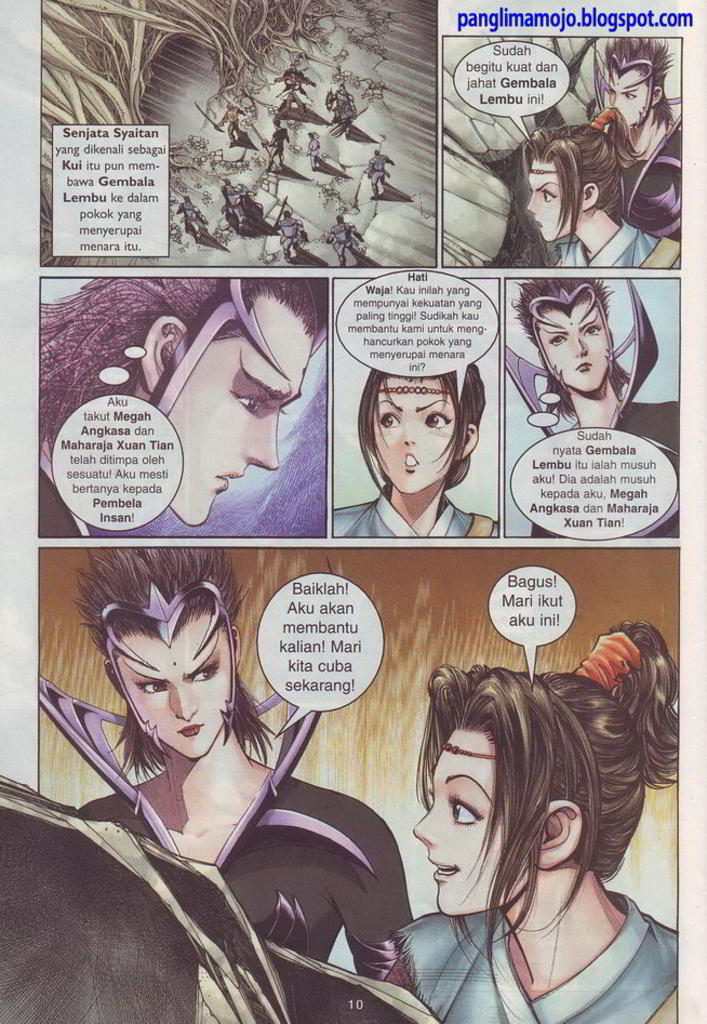 panglimamojo.blogspot.com
Senjata Syaitan
yang dikenali sebagai
Kui itu pun mem-
bawa Gembala
Lembu ke dalam
pokok yang
menyerupai
menara itu.
Sudah
begitu kuat dan
jahat Gembala
Lembu ini!
Aku
takut Megah
Angkasa dan
Maharaja Xuan Tian
telah ditimpa oleh
sesuatu! Aku mesti
bertanya kepada
Pembela
Insan!
Hati
Waja! Kau inilah yang
mempunyai kekuatan yang
paling tinggi! Sudikah kau
membantu kami untuk meng-
hancurkan pokok yang
menyerupai menara
ini?
Sudah
nyata Gembala
Lembu itu ialah musuh
aku! Dia adalah musuh
kepada aku, Megah
Angkasa dan Maharaja
Xuan Tian!
Baiklah!
Aku akan
membantu
kalian! Mari
kita cuba
sekarang!
Bagus!
Mari ikut
aku ini!
10